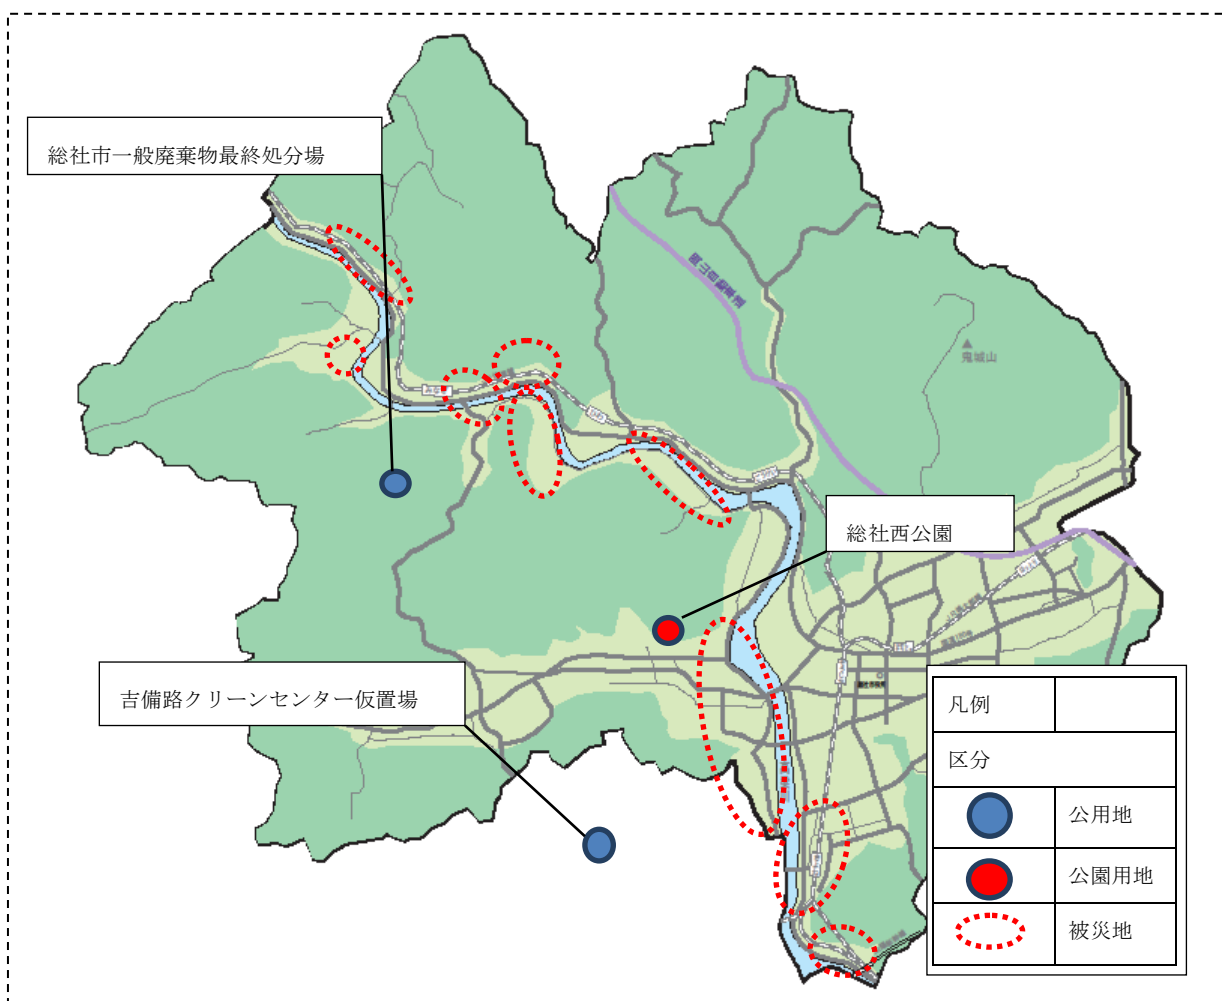 総社市一般廃棄物最終処分場
鬼城山
総社西公園
吉備路クリーンセンター仮置場
凡例
区分
公用地
公園用地
被災地